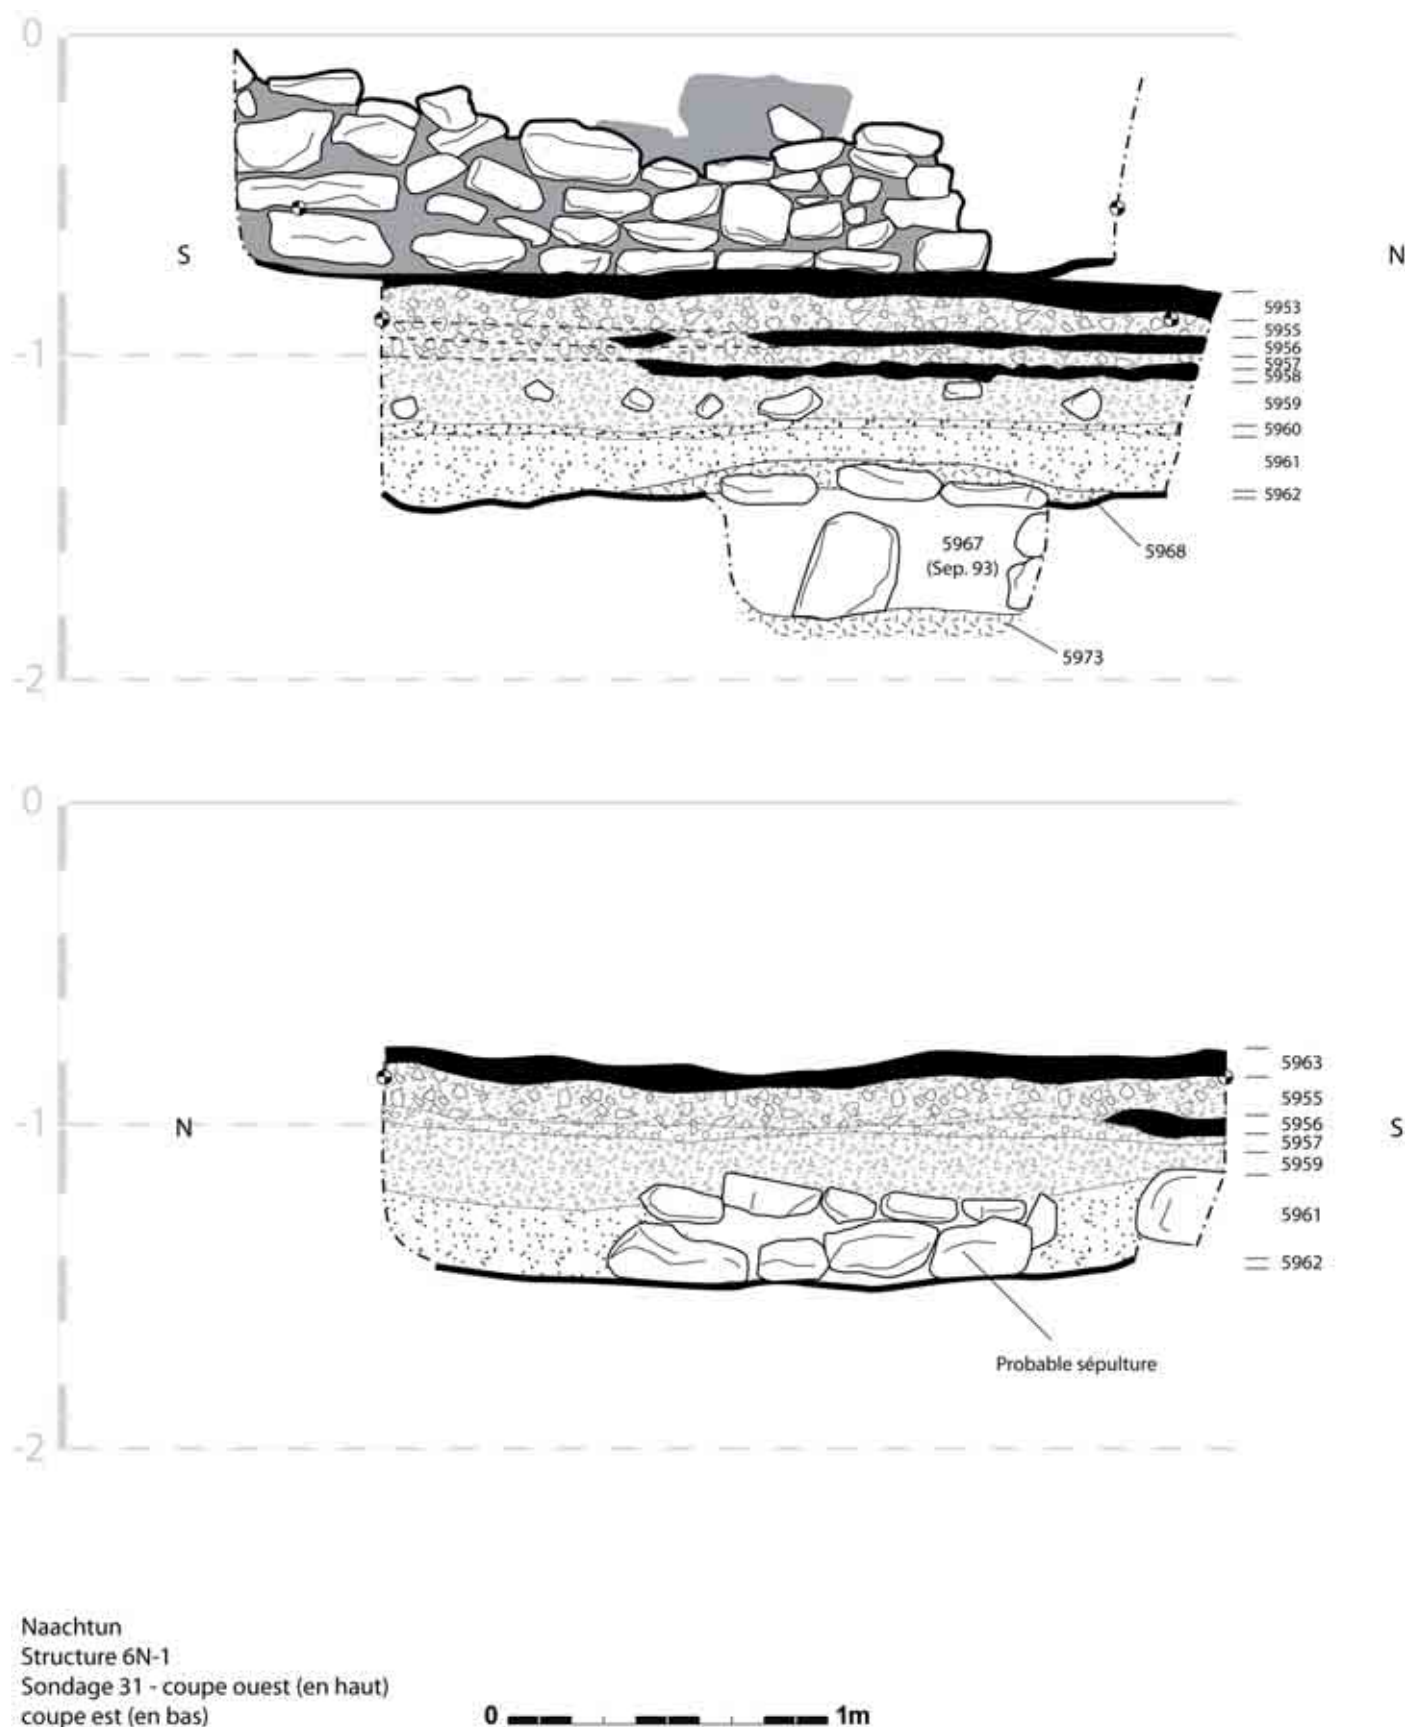 0
S
N
5953
5955
-1
5956
5957
5958
5959
5960
5961
5962
5967
(Sep. 93)
5968
5973
-2
0
5963
5955
-1
N
S
5956
5957
5959
5961
5962
Probable sépulture
-2
Naachtun
Structure 6N-1
Sondage 31 - coupe ouest (en haut)
coupe est (en bas)
0 1m